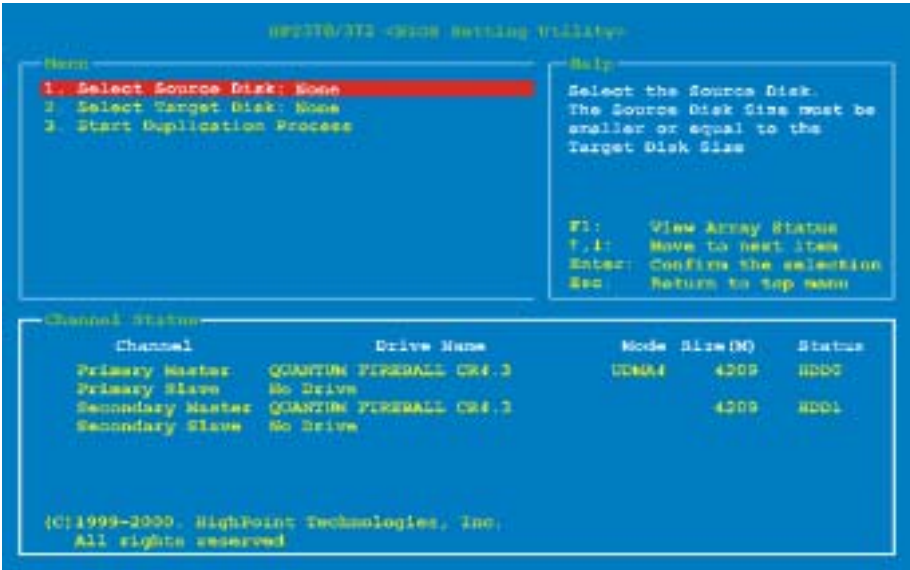 HPT370/372 <BIOS Setting Utility>
Menu
1. Select Source Disk: None
2. Select Target Disk: None
3. Start Duplication Process
Help
Select the Source Disk.
The Source Disk Size must be
smaller or equal to the
Target Disk Size
F1: View Array Status
↑,↓: Move to next item
Enter: Confirm the selection
Esc: Return to top menu
Channel Status
Channel Drive Name Mode Size(M) Status
Primary Master QUANTUM FIREBALL CR4.3 UDMA4 4209 HDD0
Primary Slave No Drive
Secondary Master QUANTUM FIREBALL CR4.3 4209 HDD1
Secondary Slave No Drive
(C)1999-2000. HighPoint Technologies, Inc.
All rights reserved